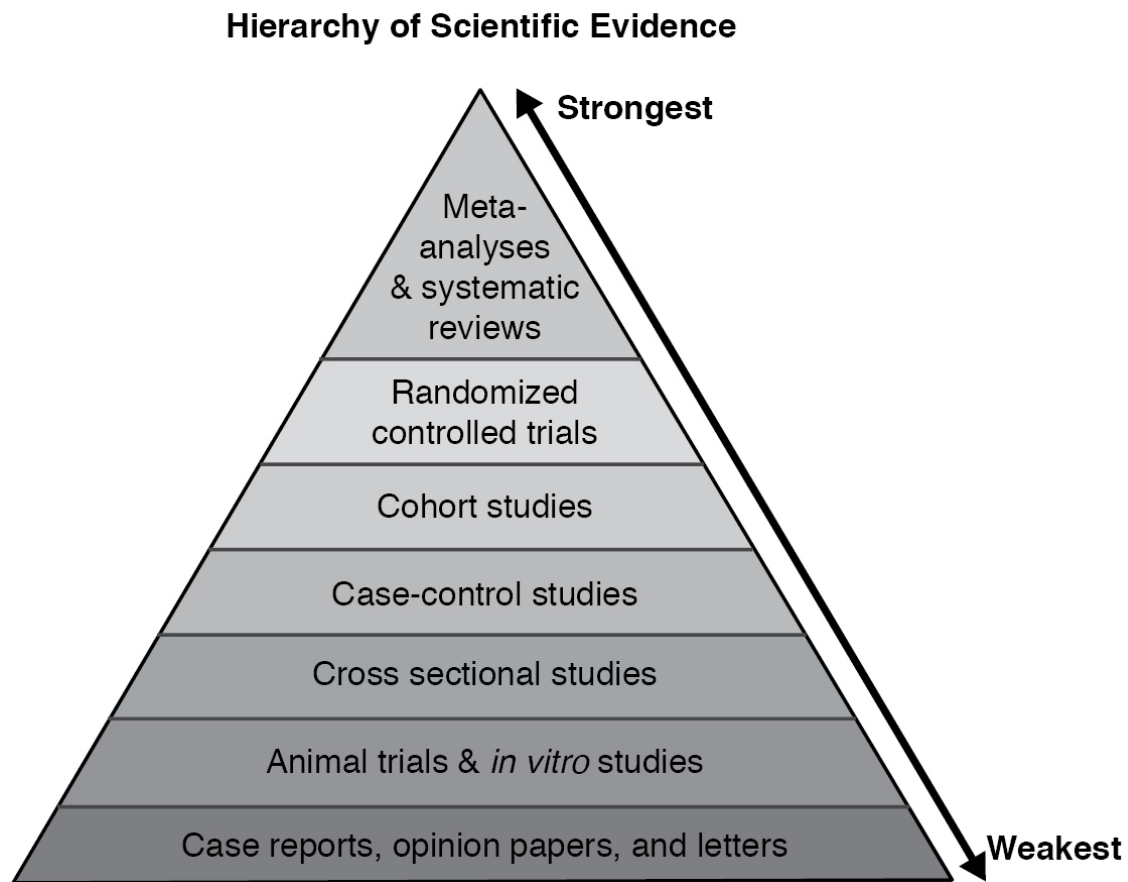 Hierarchy of Scientific Evidence
Strongest
Meta-
analyses
& systematic
reviews
Randomized
controlled trials
Cohort studies
Case-control studies
Cross sectional studies
Animal trials & in vitro studies
Case reports, opinion papers, and letters
Weakest